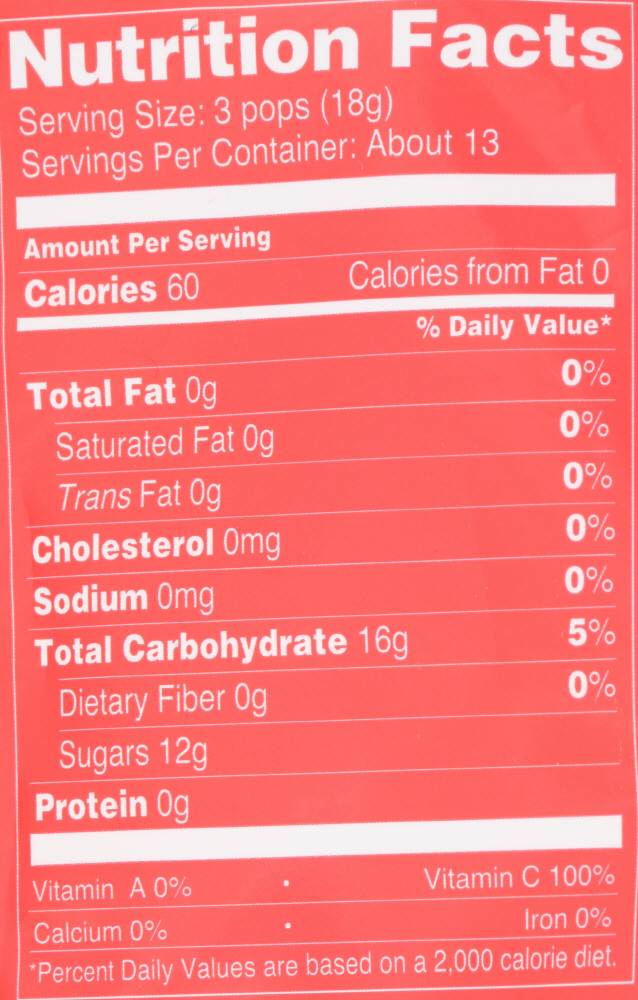 Nutrition Facts
Serving Size: 3 pops (18g)
Servings Per Container: About 13
Amount Per Serving
Calories 60 Calories from Fat 0
% Daily Value*
Total Fat 0g 0%
Saturated Fat 0g 0%
Trans Fat 0g 0%
Cholesterol 0mg 0%
Sodium 0mg 0%
Total Carbohydrate 16g 5%
Dietary Fiber 0g 0%
Sugars 12g
Protein 0g
Vitamin A 0% • Vitamin C 100%
Calcium 0% • Iron 0%
*Percent Daily Values are based on a 2,000 calorie diet.